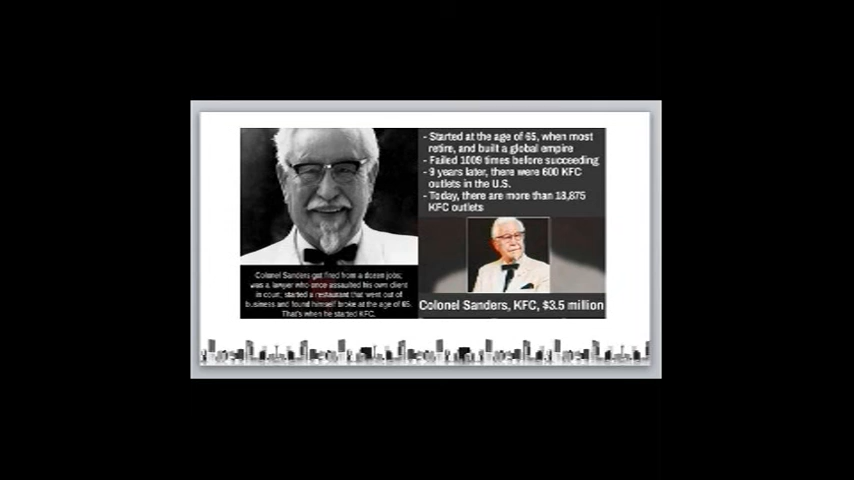 Colonel Sanders got fired from a dozen jobs;
was a lawyer who once assaulted his own client
in court, started a restaurant that went out of
business and found himself broke at the age of 65.
That's when he started KFC.
- Started at the age of 65, when most
retire, and built a global empire
- Failed 1009 times before succeeding
- 9 years later, there were 600 KFC
outlets in the U.S.
- Today, there are more than 18,875
KFC outlets
Colonel Sanders, KFC, $3.5 million